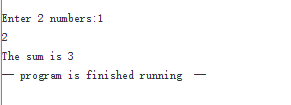 Enter 2 numbers:1
2
The sum is 3
— program is finished running —